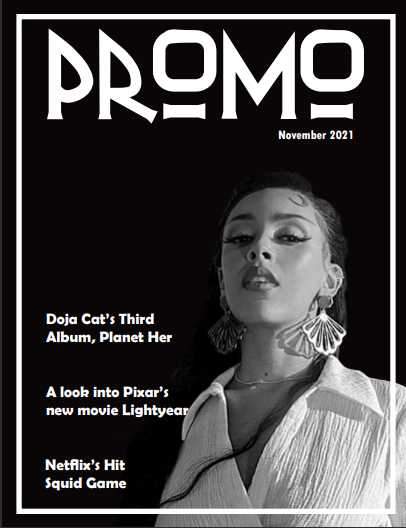 PROMO
November 2021
Doja Cat's Third
Album, Planet Her
A look into Pixar's
new movie Lightyear
Netflix's Hit
Squid Game